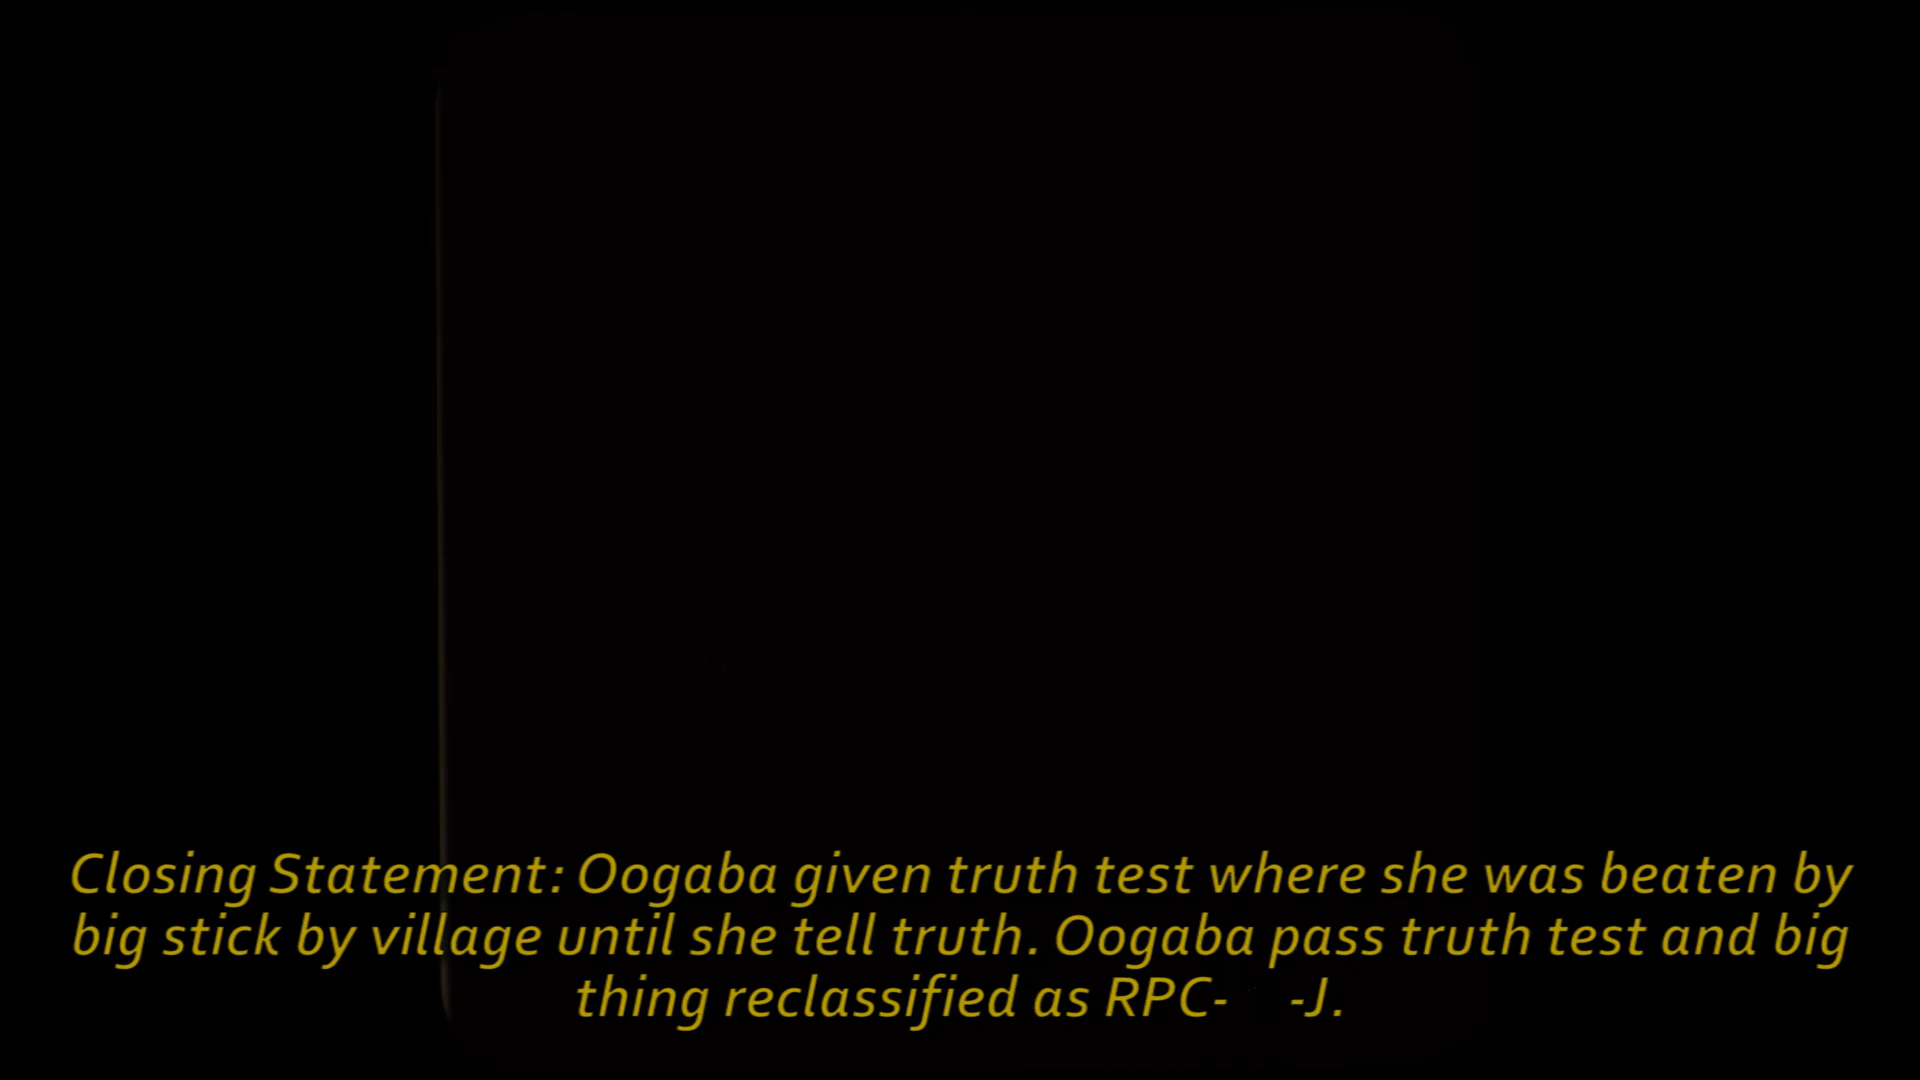 Closing Statement: Oogaba given truth test where she was beaten by
big stick by village until she tell truth. Oogaba pass truth test and big
thing reclassified as RPC- -J.